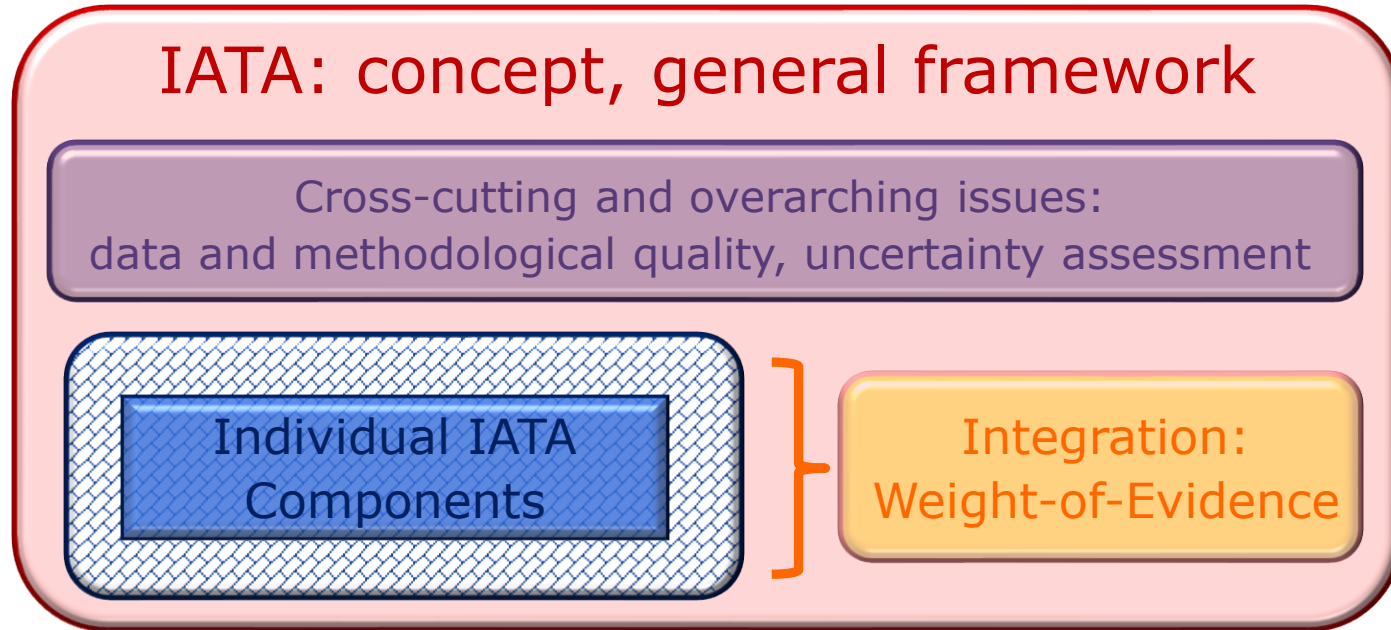 IATA: concept, general framework
Cross-cutting and overarching issues:
data and methodological quality, uncertainty assessment
Individual IATA
Components
Integration:
Weight-of-Evidence